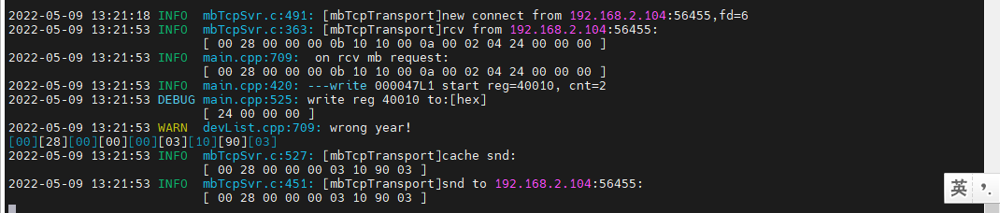 2022-05-09 13:21:18 INFO  mbTcpSvr.c:491: [mbTcpTransport]new connect from 192.168.2.104:56455,fd=6
2022-05-09 13:21:53 INFO  mbTcpSvr.c:363: [mbTcpTransport]rcv from 192.168.2.104:56455:
[ 00 28 00 00 00 0b 10 10 00 0a 00 02 04 24 00 00 00 ]
2022-05-09 13:21:53 INFO  main.cpp:709:  on rcv mb request:
[ 00 28 00 00 00 0b 10 10 00 0a 00 02 04 24 00 00 00 ]
2022-05-09 13:21:53 INFO  main.cpp:420: ---write 000047L1 start reg=40010, cnt=2
2022-05-09 13:21:53 DEBUG main.cpp:525: write reg 40010 to:[hex]
[ 24 00 00 00 ]
2022-05-09 13:21:53 WARN  devList.cpp:709: wrong year!
[00][28][00][00][00][03][10][90][03]
2022-05-09 13:21:53 INFO  mbTcpSvr.c:527: [mbTcpTransport]cache snd:
[ 00 28 00 00 00 03 10 90 03 ]
2022-05-09 13:21:53 INFO  mbTcpSvr.c:451: [mbTcpTransport]snd to 192.168.2.104:56455:
[ 00 28 00 00 00 03 10 90 03 ]
英 ’.